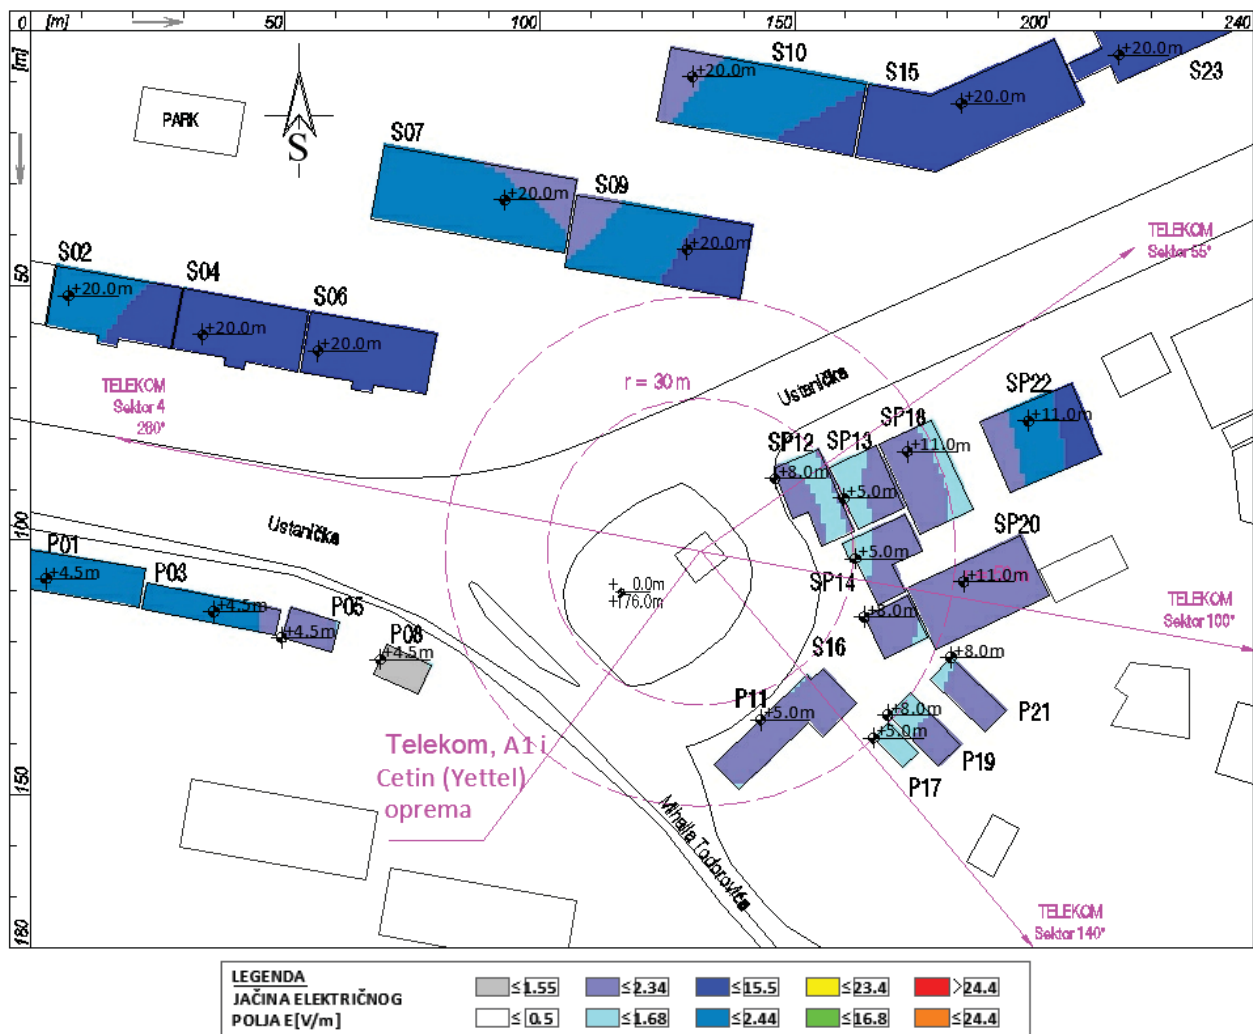 0 [m] 50 100 150 200 240
[m]
50
100
150
180
PARK
S
S10
+20.0m
S15
+20.0m
+20.0m
S23
S07
+20.0m
S09
+20.0m
S02
+20.0m
S04
+20.0m
S06
+20.0m
TELEKOM
Sektor 55°
TELEKOM
Sektor 4
280°
r = 30 m
Ustanička
SP12
+8.0m
SP13
+5.0m
SP18
+11.0m
SP22
+11.0m
Ustanička
P01
+4.5m
P03
+4.5m
P05
+4.5m
P08
+4.5m
+ 0.0m
+176.0m
SP14
+5.0m
+8.0m
SP20
+11.0m
TELEKOM
Sektor 100°
S16
P11
+5.0m
+8.0m
P21
+8.0m
P19
+5.0m
P17
Telekom, A1 i
Cetin (Yettel)
oprema
Mihaila Todorovića
TELEKOM
Sektor 140°
LEGENDA
JAČINA ELEKTRIČNOG
POLJA E[V/m]
≤1.55 ≤2.34 ≤15.5 ≤23.4 >24.4
≤ 0.5 ≤1.68 ≤2.44 ≤16.8 ≤24.4